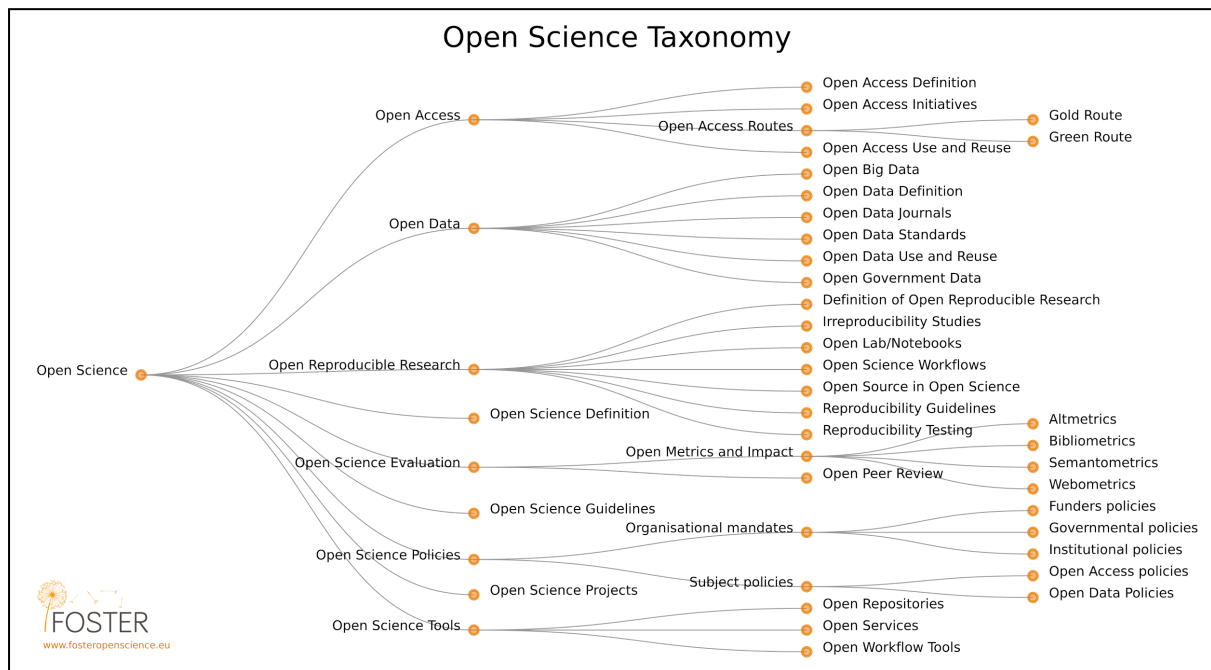 Open Science Taxonomy
Open Science
Open Access
Open Access Definition
Open Access Initiatives
Open Access Routes
Gold Route
Green Route
Open Access Use and Reuse
Open Data
Open Big Data
Open Data Definition
Open Data Journals
Open Data Standards
Open Data Use and Reuse
Open Government Data
Open Reproducible Research
Definition of Open Reproducible Research
Irreproducibility Studies
Open Lab/Notebooks
Open Science Workflows
Open Source in Open Science
Reproducibility Guidelines
Reproducibility Testing
Open Science Definition
Open Science Evaluation
Open Metrics and Impact
Altmetrics
Bibliometrics
Semantometrics
Webometrics
Open Peer Review
Open Science Guidelines
Open Science Policies
Organisational mandates
Funders policies
Governmental policies
Institutional policies
Subject policies
Open Access policies
Open Data Policies
Open Science Projects
Open Science Tools
Open Repositories
Open Services
Open Workflow Tools
FOSTER
www.fosteropenscience.eu